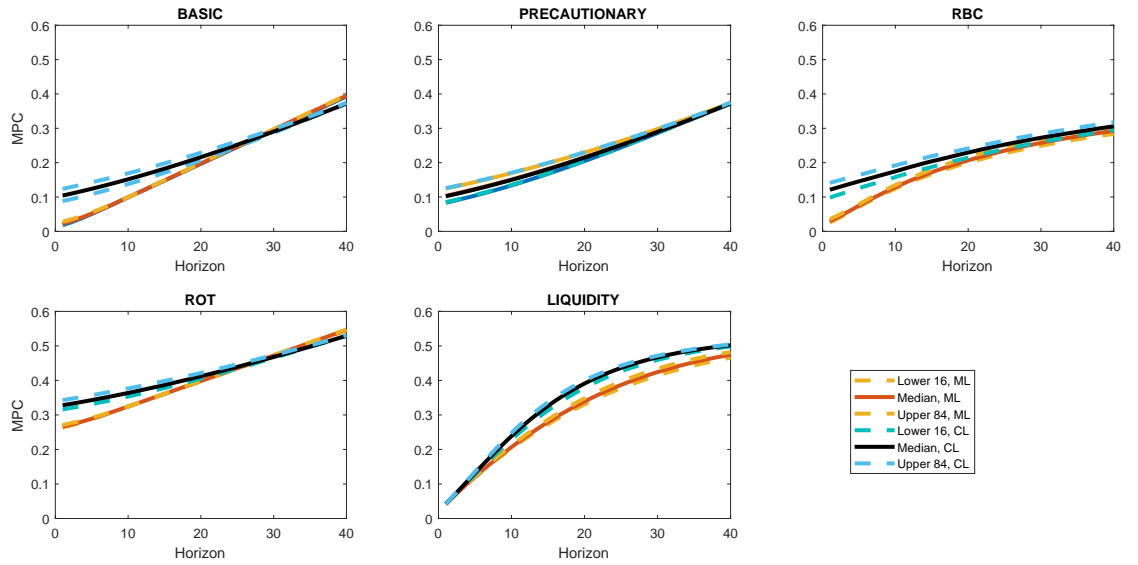 BASIC
0.6
0.5
0.4
0.3
0.2
0.1
0
MPC
0 10 20 30 40
Horizon
PRECAUTIONARY
0.6
0.5
0.4
0.3
0.2
0.1
0
0 10 20 30 40
Horizon
RBC
0.6
0.5
0.4
0.3
0.2
0.1
0
0 10 20 30 40
Horizon
ROT
0.6
0.5
0.4
0.3
0.2
0.1
0
MPC
0 10 20 30 40
Horizon
LIQUIDITY
0.6
0.5
0.4
0.3
0.2
0.1
0
0 10 20 30 40
Horizon
Lower 16, ML
Median, ML
Upper 84, ML
Lower 16, CL
Median, CL
Upper 84, CL